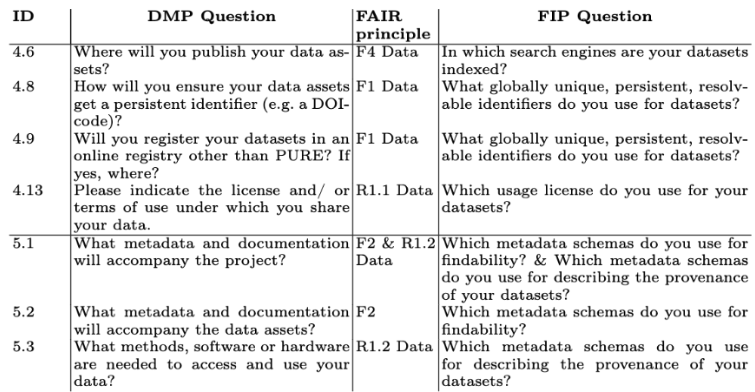 ID DMP Question FAIR principle FIP Question
4.6 Where will you publish your data as- F4 Data In which search engines are your datasets
sets? indexed?
4.8 How will you ensure your data assets F1 Data What globally unique, persistent, resolv-
get a persistent identifier (e.g. a DOI- able identifiers do you use for datasets?
code)?
4.9 Will you register your datasets in an F1 Data What globally unique, persistent, resolv-
online registry other than PURE? If able identifiers do you use for datasets?
yes, where?
4.13 Please indicate the license and/ or R1.1 Data Which usage license do you use for your
terms of use under which you share datasets?
your data.
5.1 What metadata and documentation F2 & R1.2 Which metadata schemas do you use for
will accompany the project? Data findability? & Which metadata schemas
do you use for describing the provenance
of your datasets?
5.2 What metadata and documentation F2 Which metadata schemas do you use for
will accompany the data assets? findability?
5.3 What methods, software or hardware R1.2 Data Which metadata schemas do you use
are needed to access and use your for describing the provenance of your
data? datasets?